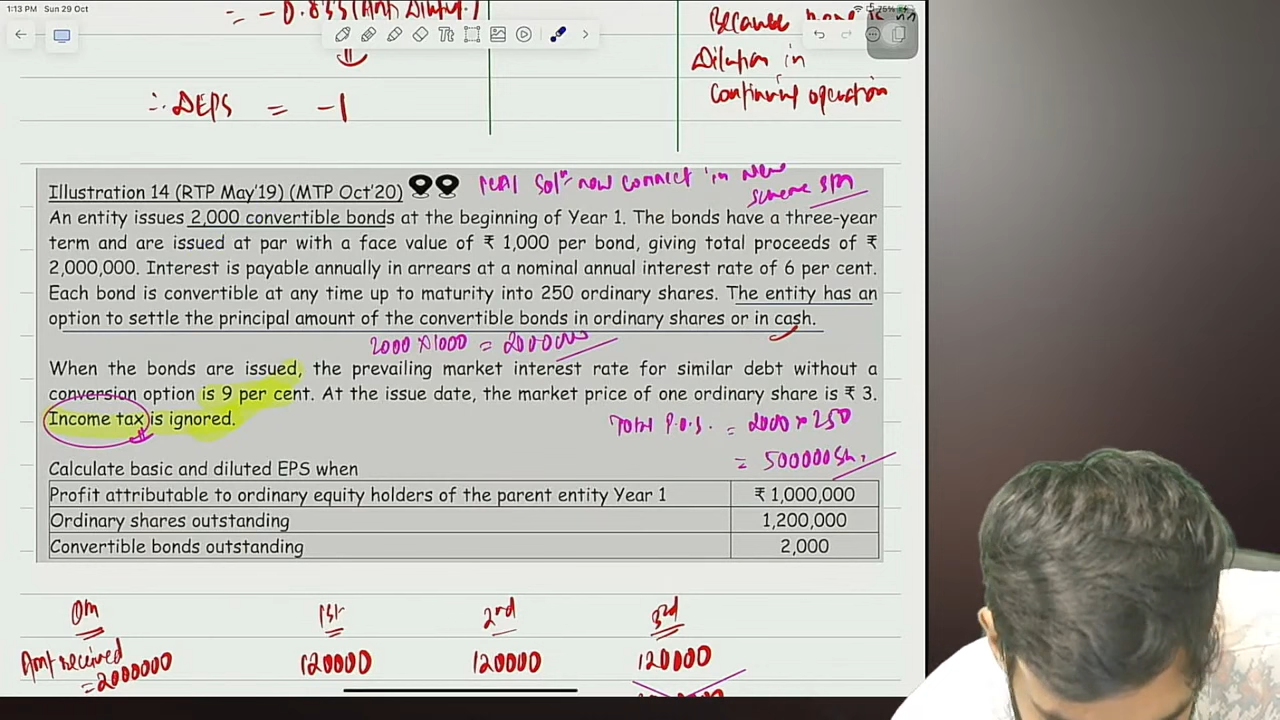 1:13 PM Sun 29 Oct
75%
= -0.833 (Anti Dilut.)
Because
Dilution in
Continuing operation
∴ DEPS = -1
Illustration 14 (RTP May'19) (MTP Oct'20)
ICAI Sol⁼ⁿ now correct in new
scheme SM
An entity issues 2,000 convertible bonds at the beginning of Year 1. The bonds have a three-year
term and are issued at par with a face value of ₹ 1,000 per bond, giving total proceeds of ₹
2,000,000. Interest is payable annually in arrears at a nominal annual interest rate of 6 per cent.
Each bond is convertible at any time up to maturity into 250 ordinary shares. The entity has an
option to settle the principal amount of the convertible bonds in ordinary shares or in cash.
2000 x 1000 = 2000000
When the bonds are issued, the prevailing market interest rate for similar debt without a
conversion option is 9 per cent. At the issue date, the market price of one ordinary share is ₹ 3.
Income tax is ignored.
Total P.O.S. = 2000 x 250
= 500000 Sh.
Calculate basic and diluted EPS when
Profit attributable to ordinary equity holders of the parent entity Year 1 ₹ 1,000,000
Ordinary shares outstanding 1,200,000
Convertible bonds outstanding 2,000
0m 1st 2nd 3rd
Amt received 120000 120000 120000
= 2000000